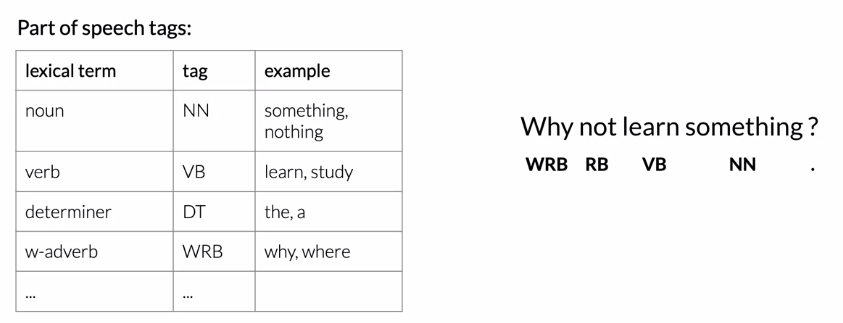 Part of speech tags:
lexical term tag example
noun NN something,
nothing
verb VB learn, study
determiner DT the, a
w-adverb WRB why, where
... ...
Why not learn something ?
WRB RB VB NN .